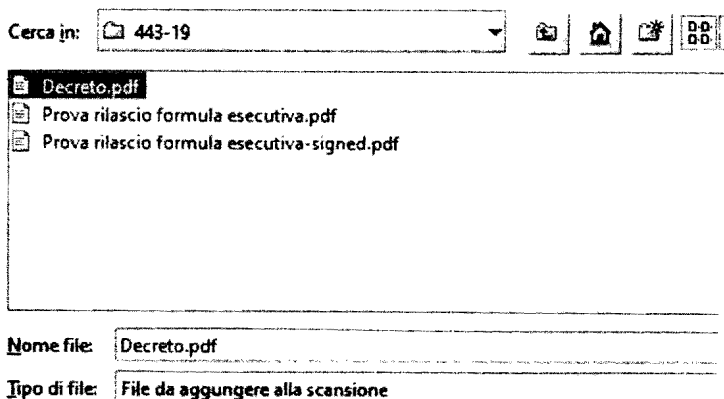 Cerca in: 443-19
Decreto.pdf
Prova rilascio formula esecutiva.pdf
Prova rilascio formula esecutiva-signed.pdf
Nome file: Decreto.pdf
Tipo di file: File da aggungere alla scansione